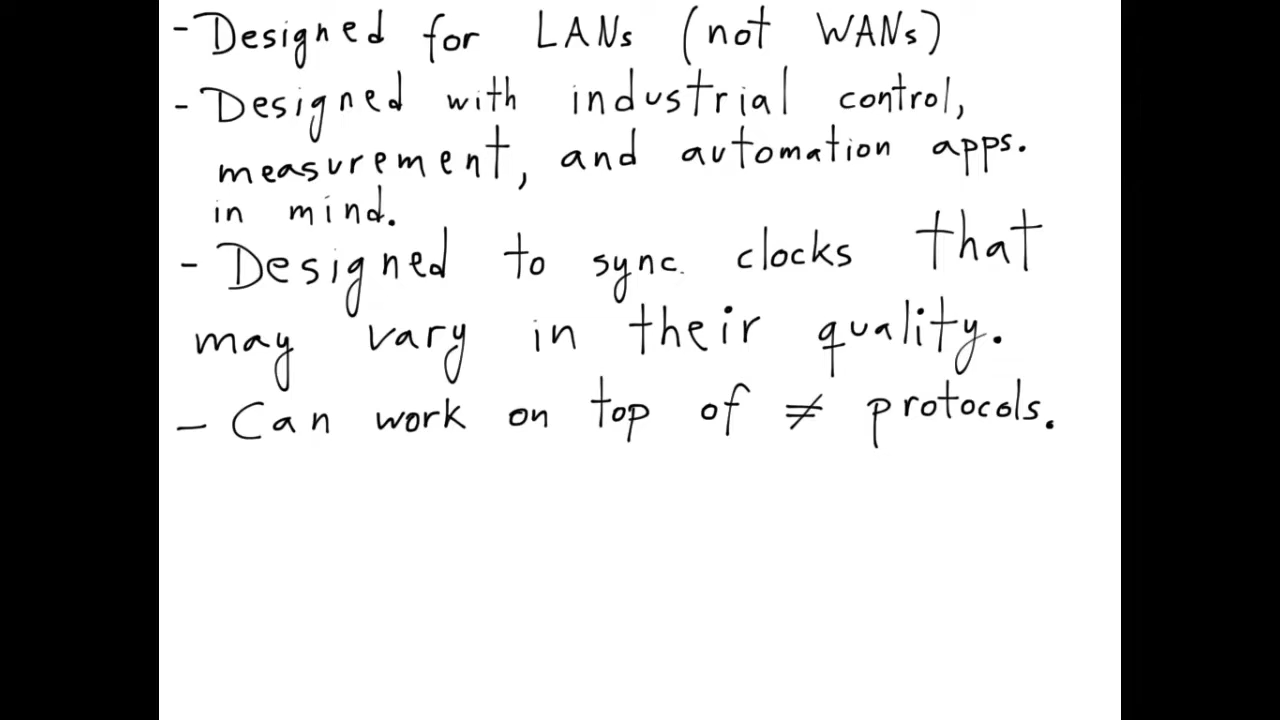 - Designed for LANs (not WANs)
- Designed with industrial control,
measurement, and automation apps.
in mind.
- Designed to sync. clocks that
may vary in their quality.
- Can work on top of ≠ protocols.